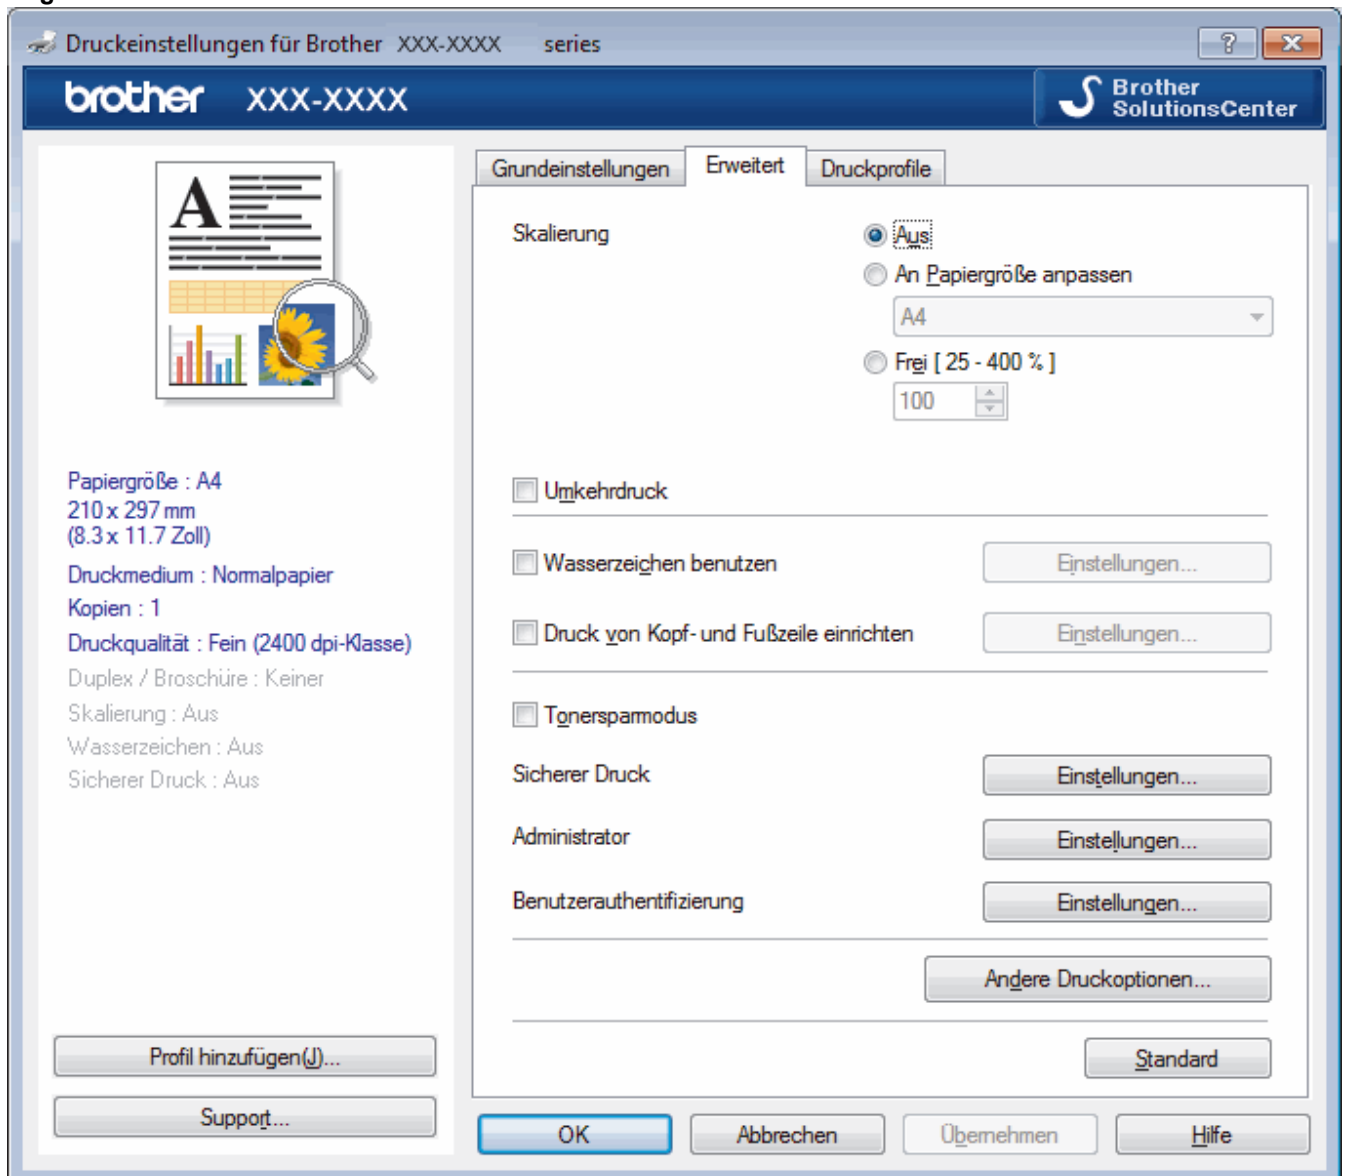 Druckeinstellungen für Brother XXX-XXXX series
?
brother XXX-XXXX
Brother
SolutionsCenter
A
Papiergröße : A4
210 x 297 mm
(8.3 x 11.7 Zoll)
Druckmedium : Normalpapier
Kopien : 1
Druckqualität : Fein (2400 dpi-Klasse)
Duplex / Broschüre : Keiner
Skalierung : Aus
Wasserzeichen : Aus
Sicherer Druck : Aus
Profil hinzufügen(J)...
Support...
Grundeinstellungen Erweitert Druckprofile
Skalierung Aus
An Papiergröße anpassen
A4
Frei [ 25 - 400 % ]
100
Umkehrdruck
Wasserzeichen benutzen Einstellungen...
Druck von Kopf- und Fußzeile einrichten Einstellungen...
Tonersparmodus
Sicherer Druck Einstellungen...
Administrator Einstellungen...
Benutzerauthentifizierung Einstellungen...
Andere Druckoptionen...
Standard
OK Abbrechen Übernehmen Hilfe